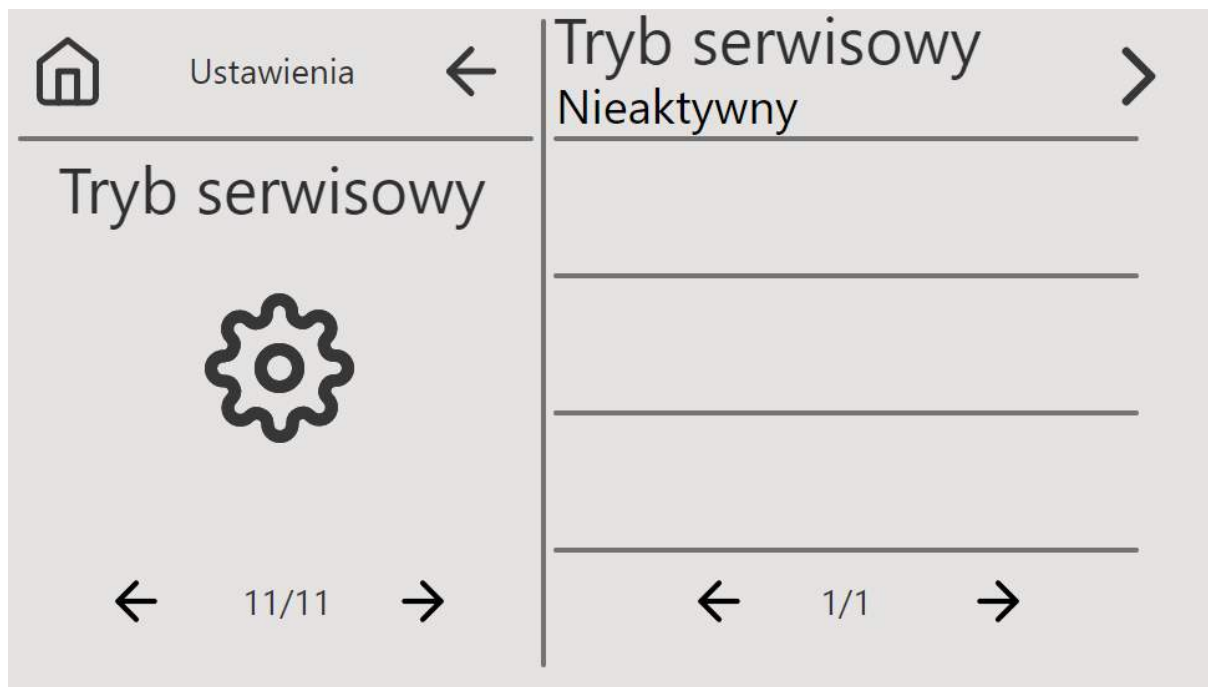 Ustawienia
Tryb serwisowy
11/11
Tryb serwisowy
Nieaktywny
1/1